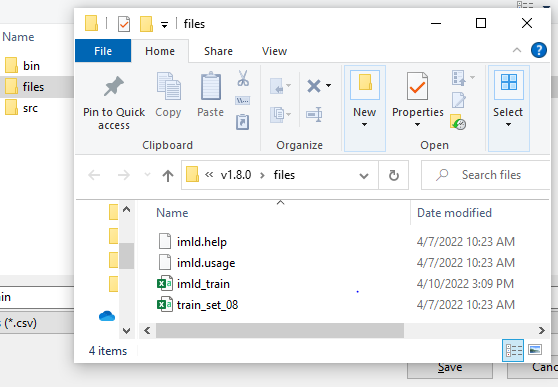 files
File
Home
Share
View
Name
bin
files
src
Pin to Quick
access
Copy
Paste
New
Properties
Select
Clipboard
Organize
Open
« v1.8.0 > files
Search files
Name
Date modified
imld.help 4/7/2022 10:23 AM
imld.usage 4/7/2022 10:23 AM
imld_train 4/10/2022 3:09 PM
train_set_08 4/7/2022 10:23 AM
in
s (*.csv)
4 items
Save
Cancel